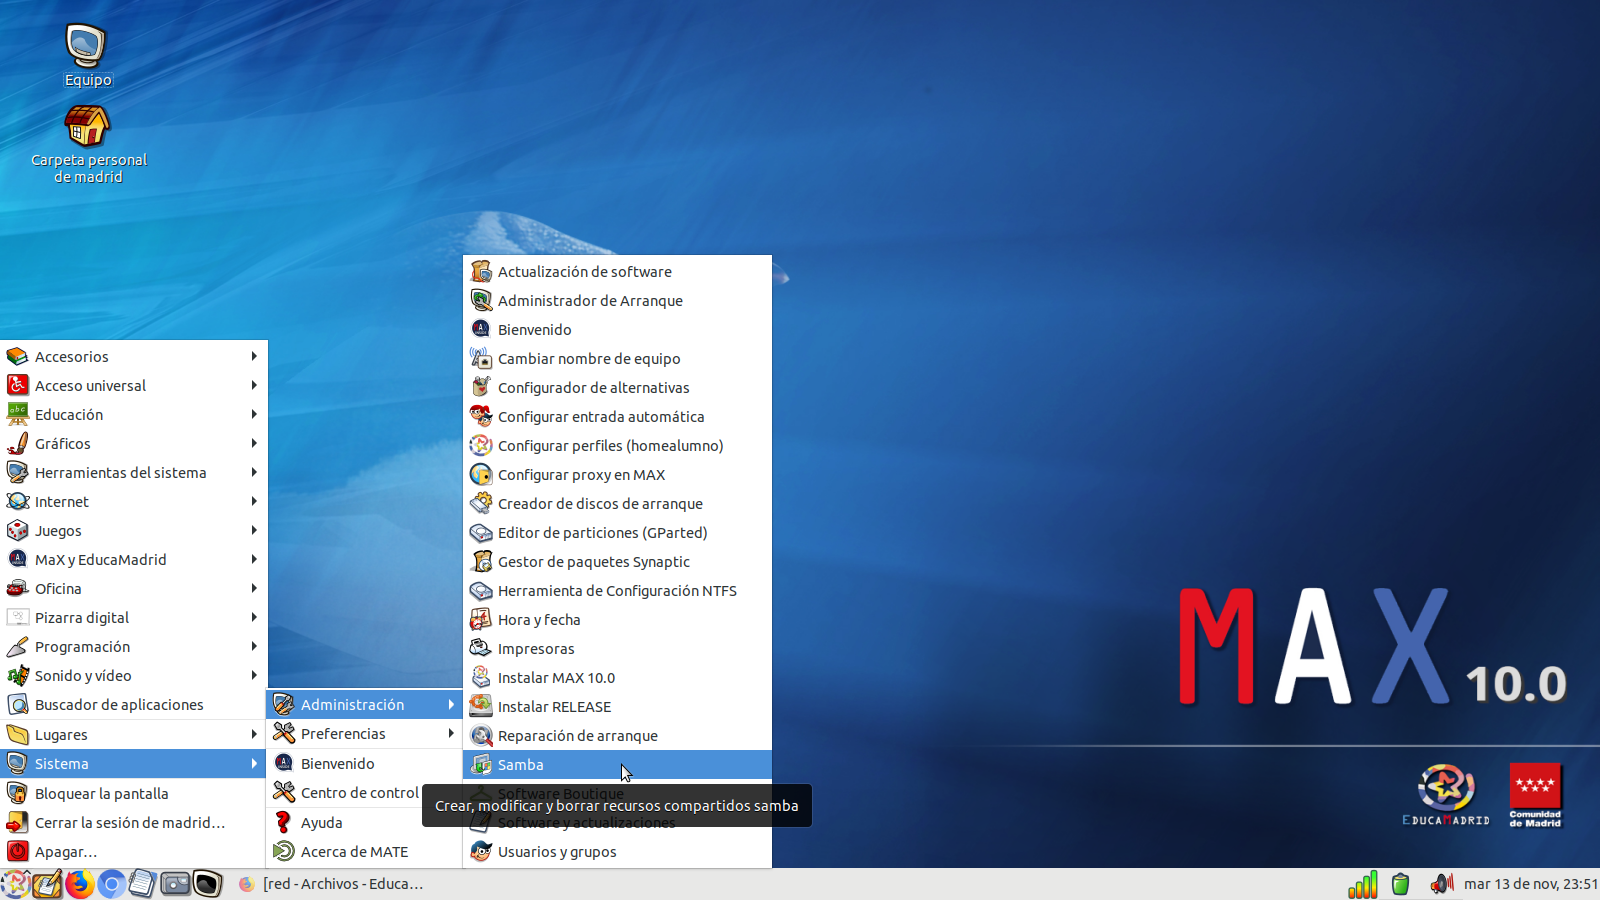 Equipo
Carpeta personal
de madrid
Accesorios
Acceso universal
Educación
Gráficos
Herramientas del sistema
Internet
Juegos
MaX y EducaMadrid
Oficina
Pizarra digital
Programación
Sonido y vídeo
Buscador de aplicaciones
Lugares
Sistema
Bloquear la pantalla
Cerrar la sesión de madrid...
Apagar...
Administración
Preferencias
Bienvenido
Centro de control
Ayuda
Acerca de MATE
Actualización de software
Administrador de Arranque
Bienvenido
Cambiar nombre de equipo
Configurador de alternativas
Configurar entrada automática
Configurar perfiles (homealumno)
Configurar proxy en MAX
Creador de discos de arranque
Editor de particiones (GParted)
Gestor de paquetes Synaptic
Herramienta de Configuración NTFS
Hora y fecha
Impresoras
Instalar MAX 10.0
Instalar RELEASE
Reparación de arranque
Samba
Software Boutique
Crear, modificar y borrar recursos compartidos samba
Software y actualizaciones
Usuarios y grupos
MAX 10.0
EDUCAMADRID
Comunidad
de Madrid
[red - Archivos - Educa...
mar 13 de nov, 23:51